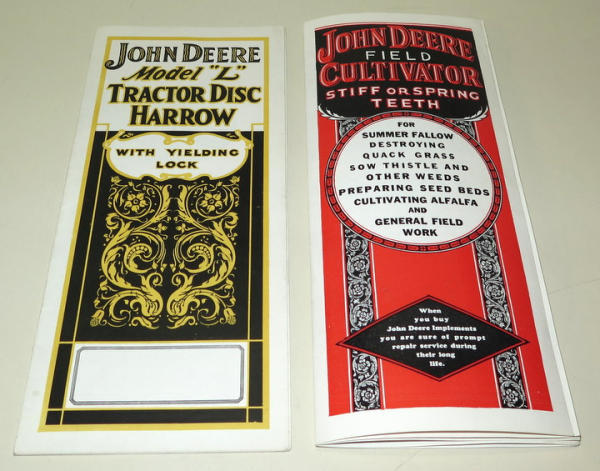 JOHN DEERE
Model "L"
TRACTOR DISC
HARROW
WITH YIELDING
LOCK
JOHN DEERE
FIELD
CULTIVATOR
STIFF OR SPRING
TEETH
FOR
SUMMER FALLOW
DESTROYING
QUACK GRASS
SOW THISTLE AND
OTHER WEEDS
PREPARING SEED BEDS
CULTIVATING ALFALFA
AND
GENERAL FIELD
WORK
When
you buy
John Deere Implements
you are sure of prompt
repair service during
their long
life.